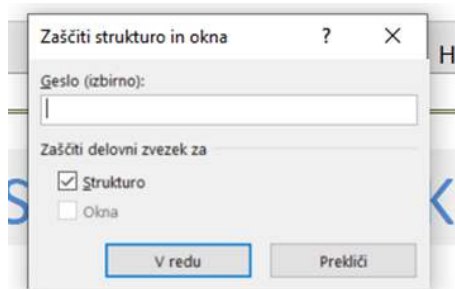 Zaščiti strukturo in okna ? ×
H
Geslo (izbirno):
Zaščiti delovni zvezek za
Strukturo
S K
Okna
V redu Prekliči